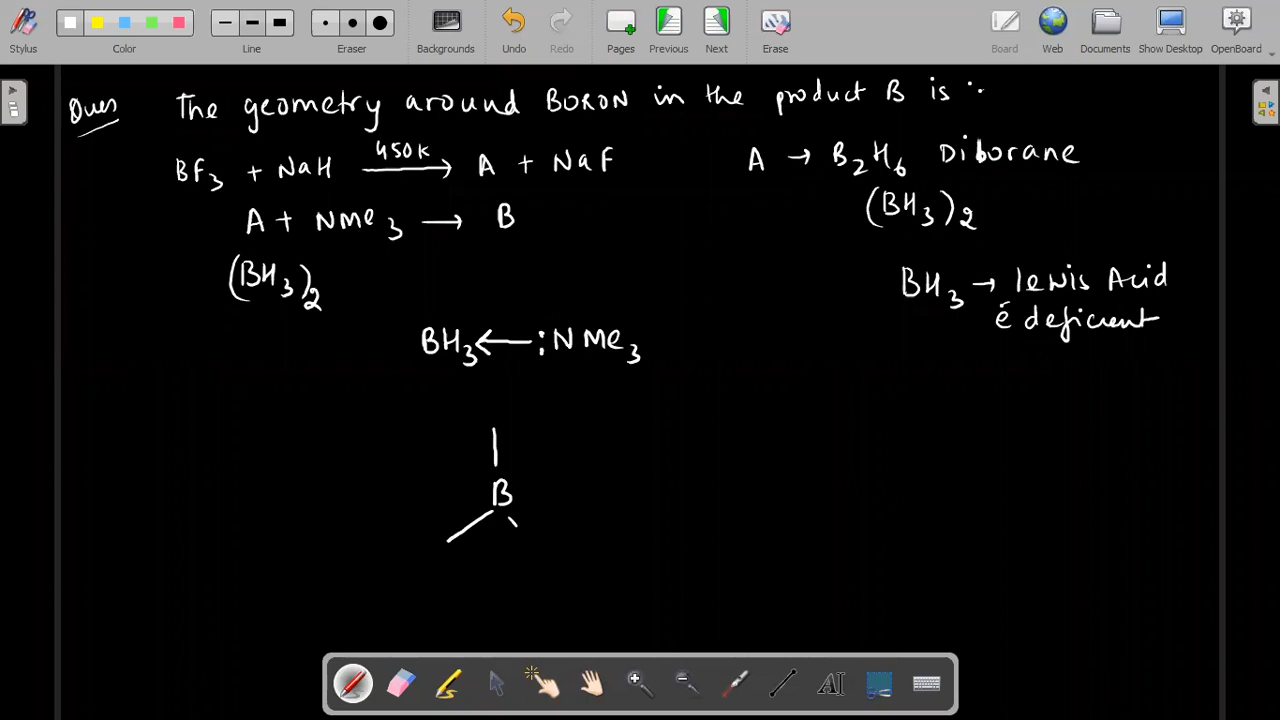 Stylus Color Line Eraser Backgrounds Undo Redo Pages Previous Next Erase Board Web Documents Show Desktop OpenBoard
Ques The geometry around BORON in the product B is :
BF3 + NaH 450K → A + NaF
A + NMe3 → B
(BH3)2
A → B2H6 Diborane
(BH3)2
BH3 → lewis Acid
é deficient
BH3 ← :NMe3
B
AI